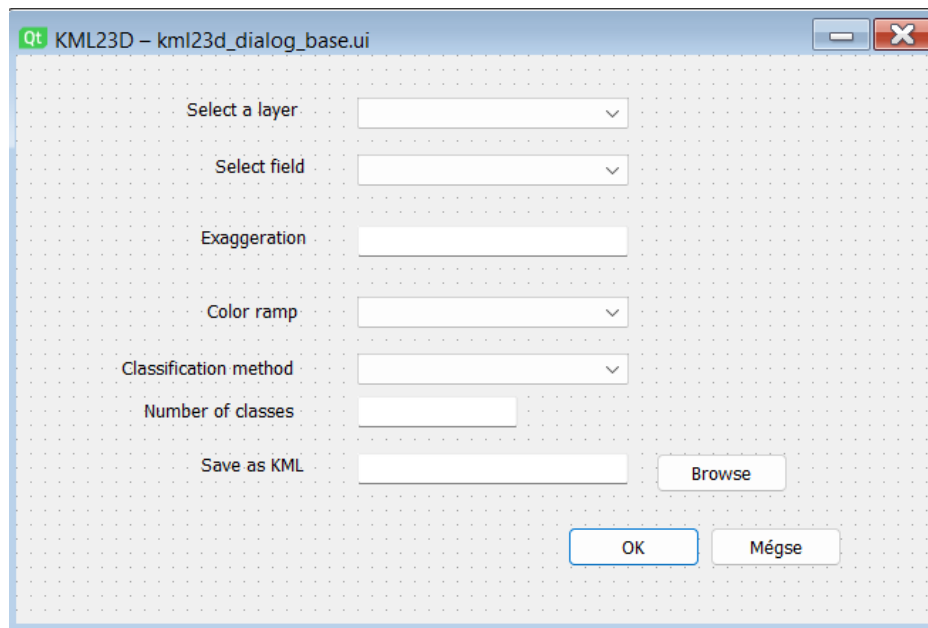 Qt KML23D – kml23d_dialog_base.ui
Select a layer
Select field
Exaggeration
Color ramp
Classification method
Number of classes
Save as KML
Browse
OK Mégse